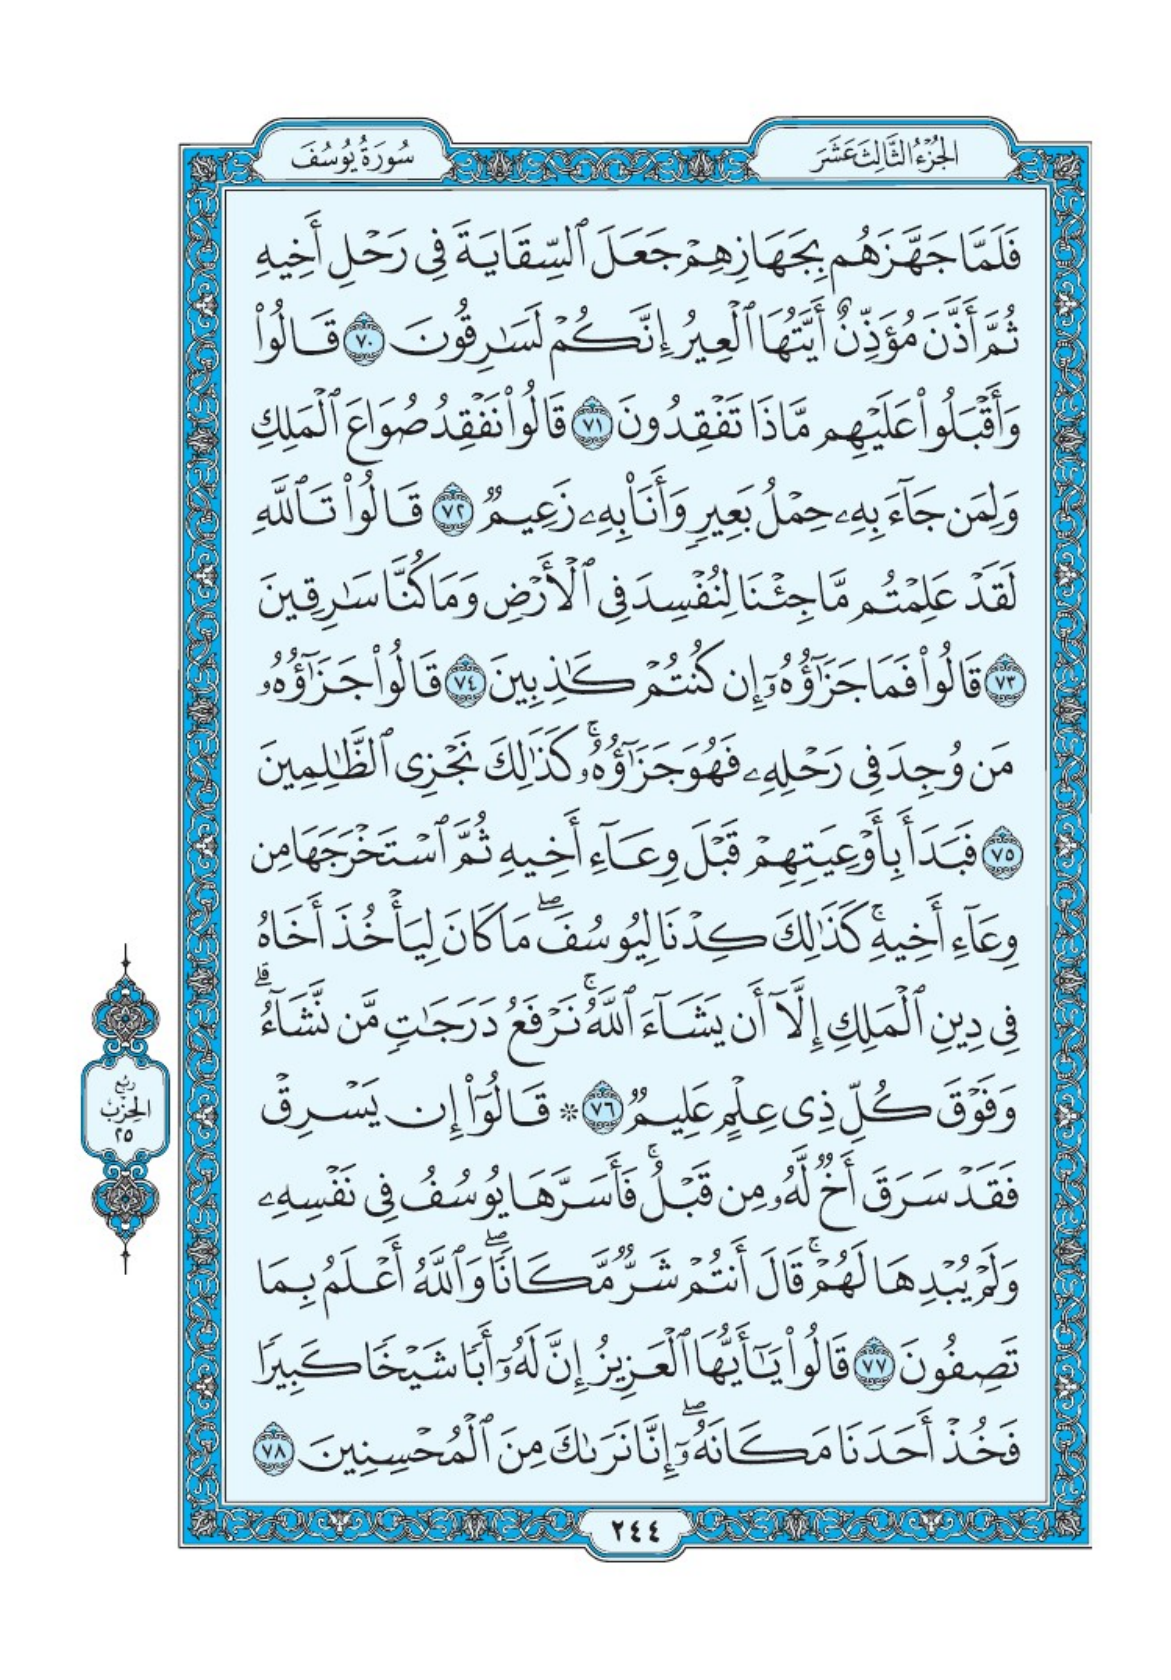 الجُزْءُ الثَّالِثَ عَشَرَ
سُورَةُ يُوسُفَ
فَلَمَّا جَهَّزَهُم بِجَهَازِهِمۡ جَعَلَ ٱلسِّقَايَةَ فِي رَحۡلِ أَخِيهِ
ثُمَّ أَذَّنَ مُؤَذِّنٌ أَيَّتُهَا ٱلۡعِيرُ إِنَّكُمۡ لَسَٰرِقُونَ ٧٠ قَالُواْ
وَأَقۡبَلُواْ عَلَيۡهِم مَّاذَا تَفۡقِدُونَ ٧١ قَالُواْ نَفۡقِدُ صُوَاعَ ٱلۡمَلِكِ
وَلِمَن جَآءَ بِهِۦ حِمۡلُ بَعِيرٖ وَأَنَا۠ بِهِۦ زَعِيمٞ ٧٢ قَالُواْ تَٱللَّهِ
لَقَدۡ عَلِمۡتُم مَّا جِئۡنَا لِنُفۡسِدَ فِي ٱلۡأَرۡضِ وَمَا كُنَّا سَٰرِقِينَ
٧٣ قَالُواْ فَمَا جَزَٰٓؤُهُۥٓ إِن كُنتُمۡ كَٰذِبِينَ ٧٤ قَالُواْ جَزَٰٓؤُهُۥ
مَن وُجِدَ فِي رَحۡلِهِۦ فَهُوَ جَزَٰٓؤُهُۥۚ كَذَٰلِكَ نَجۡزِي ٱلظَّٰلِمِينَ
٧٥ فَبَدَأَ بِأَوۡعِيَتِهِمۡ قَبۡلَ وِعَآءِ أَخِيهِ ثُمَّ ٱسۡتَخۡرَجَهَا مِن
وِعَآءِ أَخِيهِۚ كَذَٰلِكَ كِدۡنَا لِيُوسُفَۖ مَا كَانَ لِيَأۡخُذَ أَخَاهُ
فِي دِينِ ٱلۡمَلِكِ إِلَّآ أَن يَشَآءَ ٱللَّهُۚ نَرۡفَعُ دَرَجَٰتٖ مَّن نَّشَآءُۗ
وَفَوۡقَ كُلِّ ذِي عِلۡمٍ عَلِيمٞ ٧٦ ۞ قَالُوٓاْ إِن يَسۡرِقۡ
فَقَدۡ سَرَقَ أَخٞ لَّهُۥ مِن قَبۡلُۚ فَأَسَرَّهَا يُوسُفُ فِي نَفۡسِهِۦ
وَلَمۡ يُبۡدِهَا لَهُمۡۚ قَالَ أَنتُمۡ شَرّٞ مَّكَانٗاۖ وَٱللَّهُ أَعۡلَمُ بِمَا
تَصِفُونَ ٧٧ قَالُواْ يَٰٓأَيُّهَا ٱلۡعَزِيزُ إِنَّ لَهُۥٓ أَبٗا شَيۡخٗا كَبِيرٗا
فَخُذۡ أَحَدَنَا مَكَانَهُۥٓۖ إِنَّا نَرَىٰكَ مِنَ ٱلۡمُحۡسِنِينَ ٧٨
ربع
الحِزْب
٢٥
٢٤٤